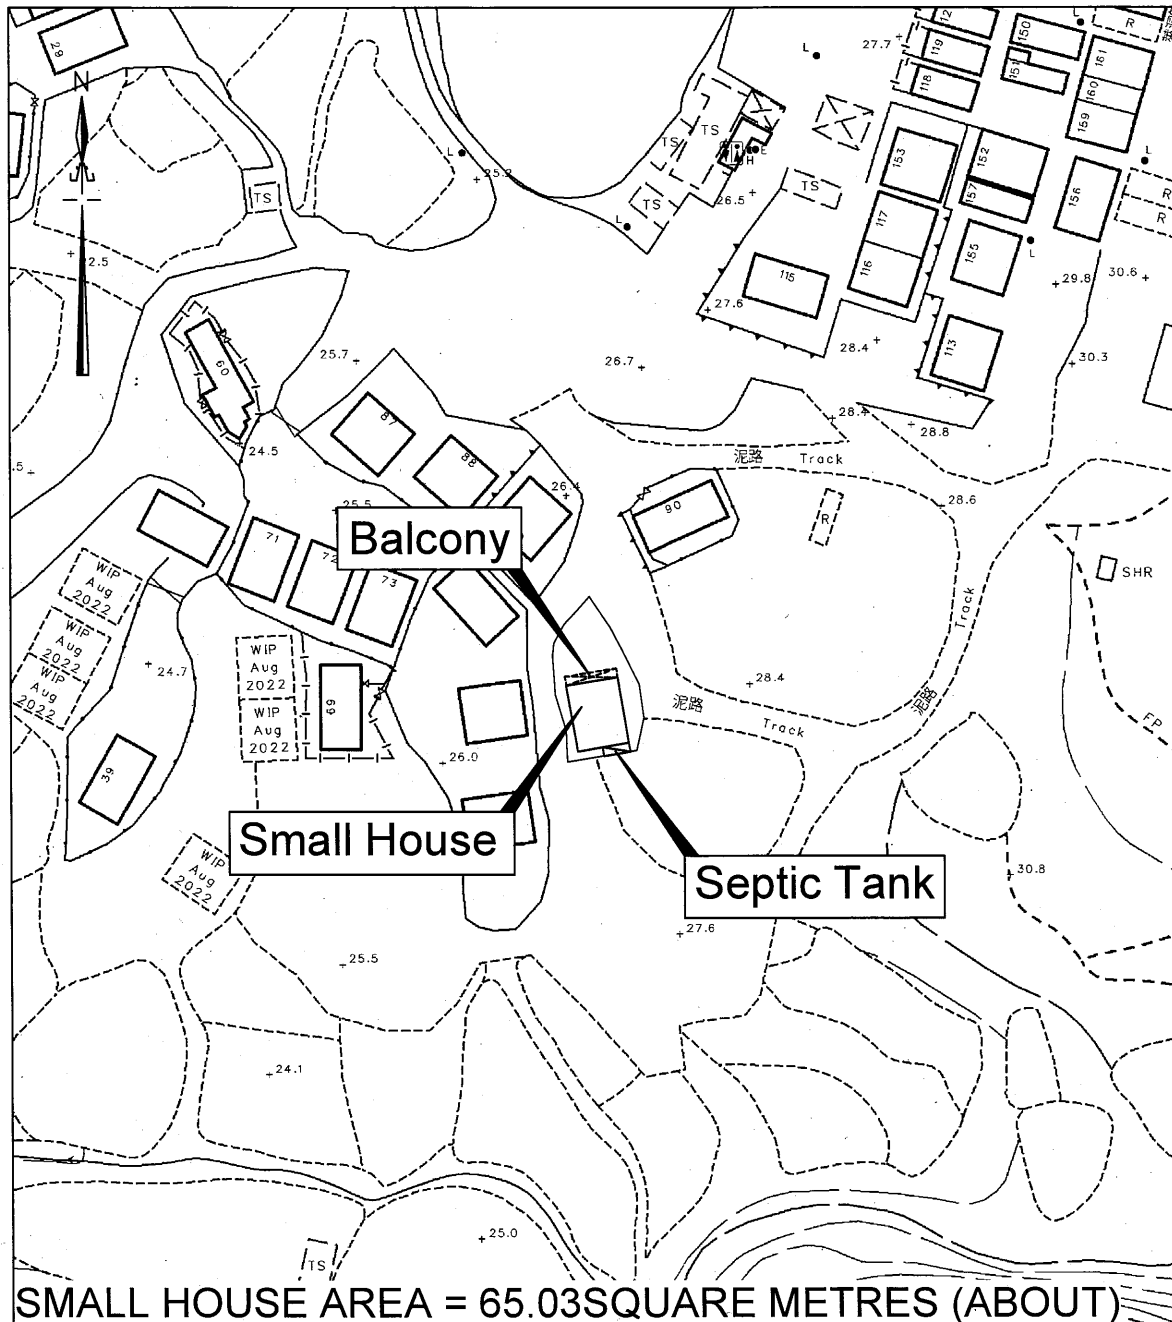 29
N
TS
22.5
L
25.2
TS
TS
TS
L
26.5
L
27.7
119
118
150
151
L
R
161
160
159
L
153
152
157
156
R
R
TS
117
116
185
L
115
27.6
29.8
30.6
28.4
113
30.3
60
25.7
26.7
24.5
87
88
28.4
28.8
泥路 Track
26.4
25.5
90
R
28.6
Balcony
71
72
73
SHR
WIP
Aug
2022
WIP
Aug
2022
WIP
Aug
2022
24.7
WIP
Aug
2022
WIP
Aug
2022
69
28.4
泥路 Track
泥路 Track
FP
39
26.0
Small House
WIP
Aug
2022
Septic Tank
30.8
27.6
25.5
24.1
25.0
TS
SMALL HOUSE AREA = 65.03SQUARE METRES (ABOUT)